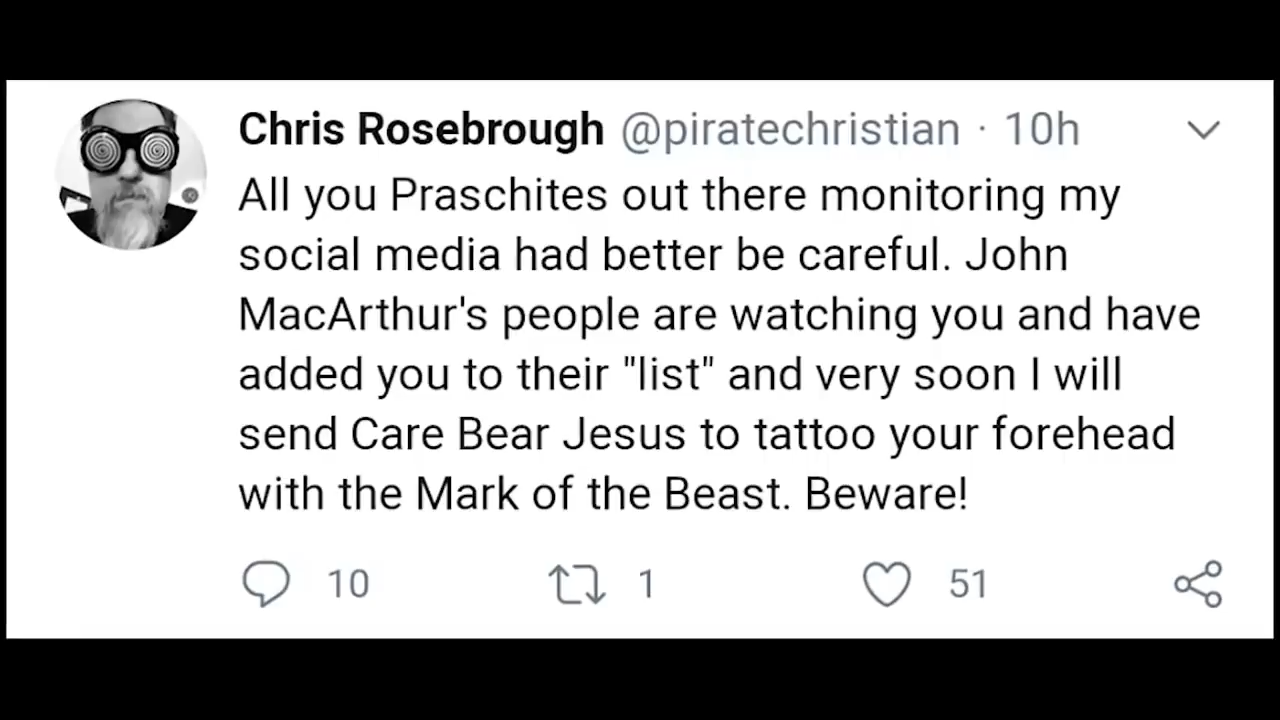 Chris Rosebrough @piratechristian · 10h
All you Praschites out there monitoring my
social media had better be careful. John
MacArthur's people are watching you and have
added you to their "list" and very soon I will
send Care Bear Jesus to tattoo your forehead
with the Mark of the Beast. Beware!
10 1 51